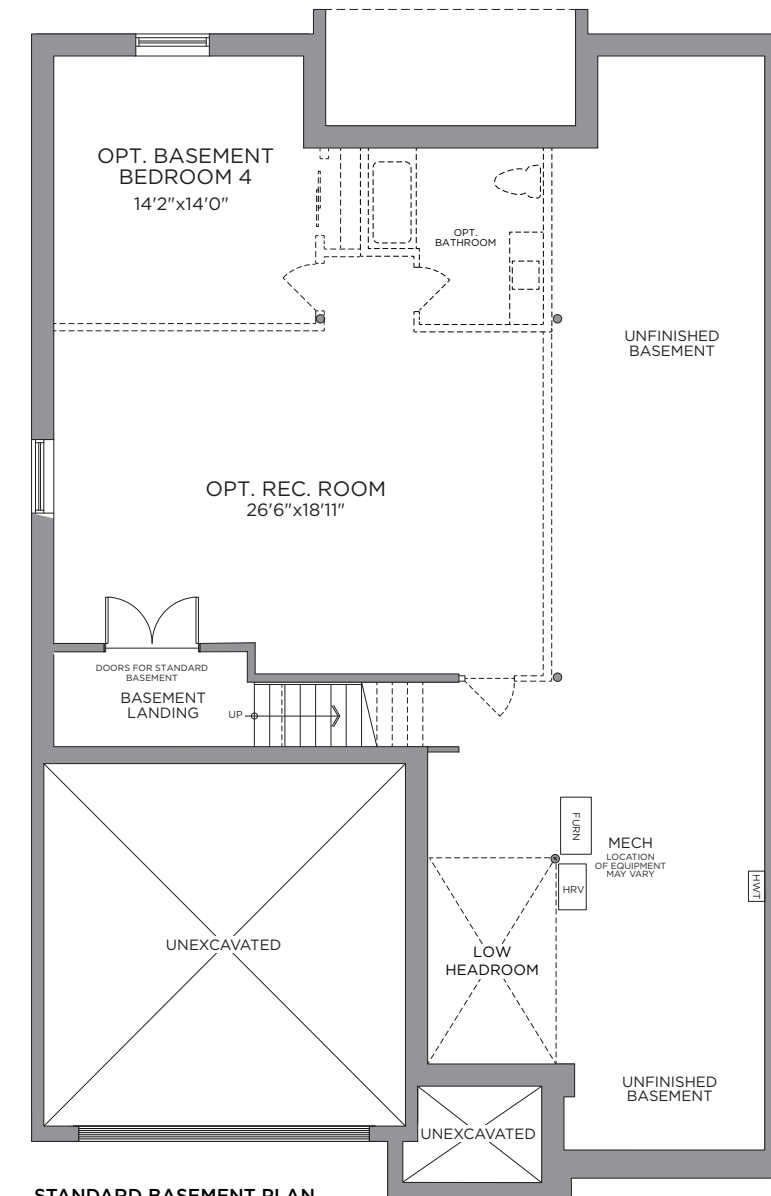 OPT. BASEMENT
BEDROOM 4
14'2"x14'0"
OPT.
BATHROOM
UNFINISHED
BASEMENT
OPT. REC. ROOM
26'6"x18'11"
DOORS FOR STANDARD
BASEMENT
BASEMENT
LANDING
UP
FURN
MECH
LOCATION
OF EQUIPMENT
MAY VARY
HRV
HWT
UNEXCAVATED
LOW
HEADROOM
UNFINISHED
BASEMENT
UNEXCAVATED
STANDARD BASEMENT PLAN